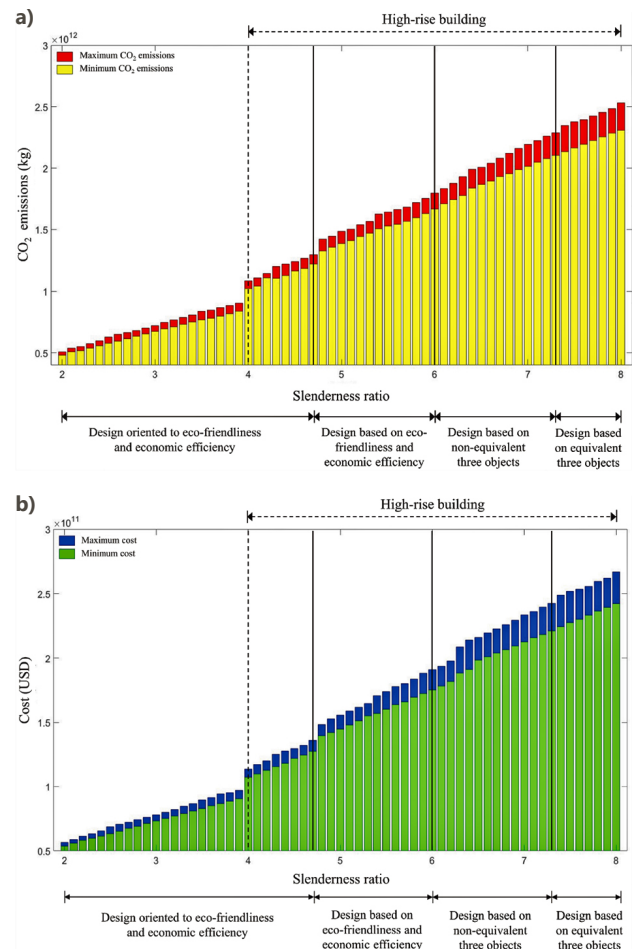 a)
High-rise building
×10¹²
3
Maximum CO₂ emissions
Minimum CO₂ emissions
2.5
2
1.5
1
0.5
CO₂ emissions (kg)
2 3 4 5 6 7 8
Slenderness ratio
Design oriented to eco-friendliness
and economic efficiency
Design based on eco-
friendliness and
economic efficiency
Design based on
non-equivalent
three objects
Design based
on equivalent
three objects
b)
High-rise building
×10¹¹
3
Maximum cost
Minimum cost
2.5
2
1.5
1
0.5
Cost (USD)
2 3 4 5 6 7 8
Slenderness ratio
Design oriented to eco-friendliness
and economic efficiency
Design based on
eco-friendliness and
economic efficiency
Design based on
non-equivalent
three objects
Design based
on equivalent
three objects